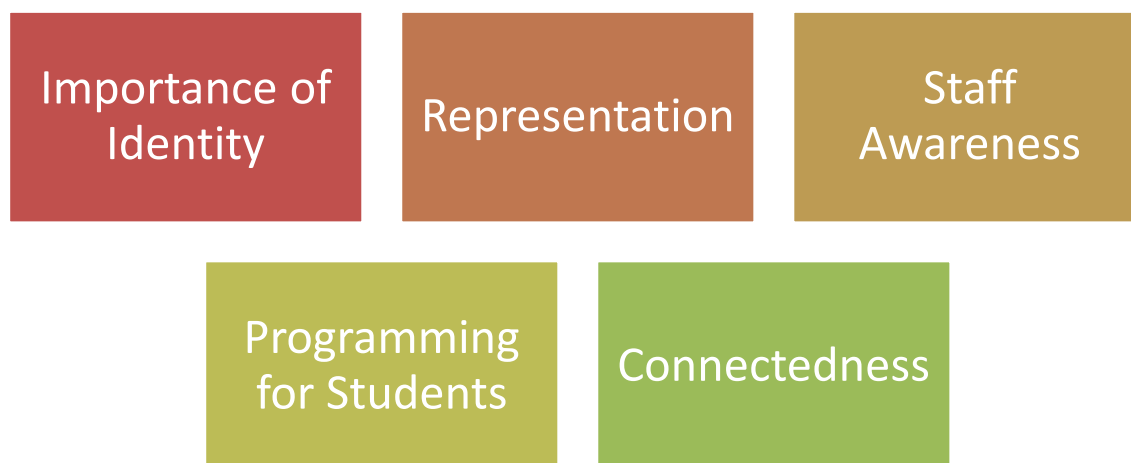 Importance of
Identity
Representation
Staff
Awareness
Programming
for Students
Connectedness